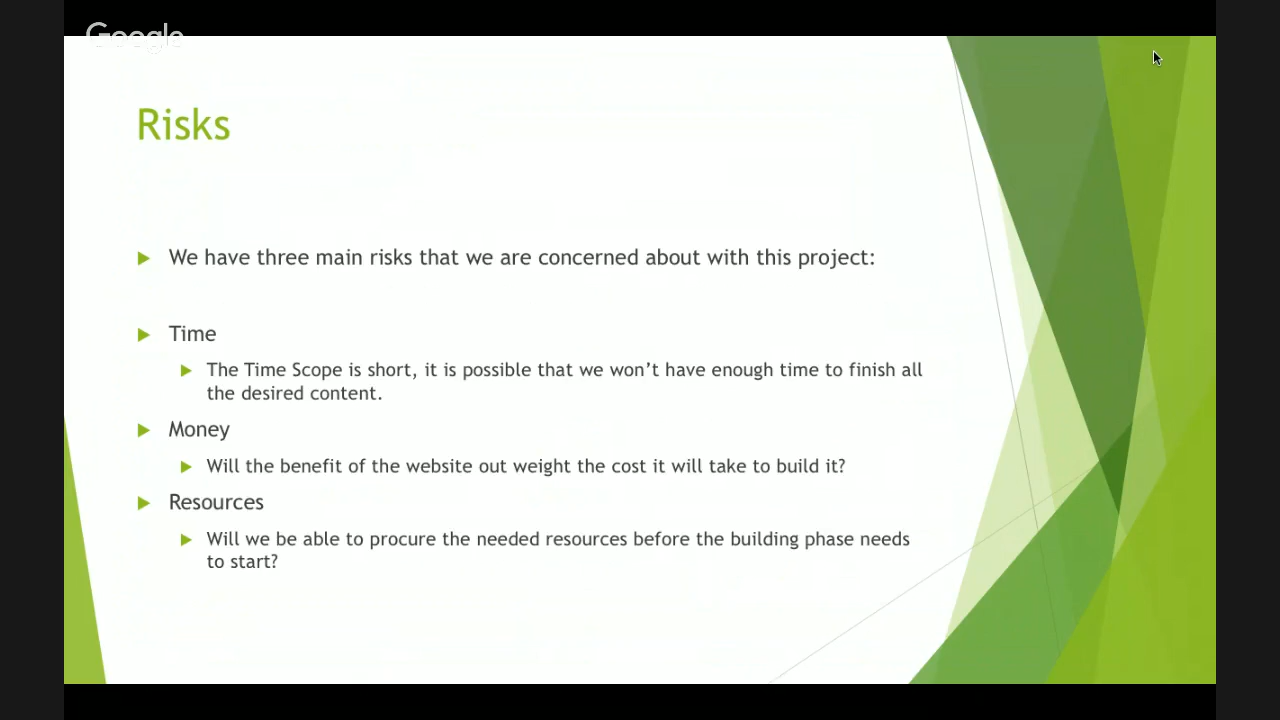 Google
Risks
We have three main risks that we are concerned about with this project:
Time
The Time Scope is short, it is possible that we won’t have enough time to finish all
the desired content.
Money
Will the benefit of the website out weight the cost it will take to build it?
Resources
Will we be able to procure the needed resources before the building phase needs
to start?